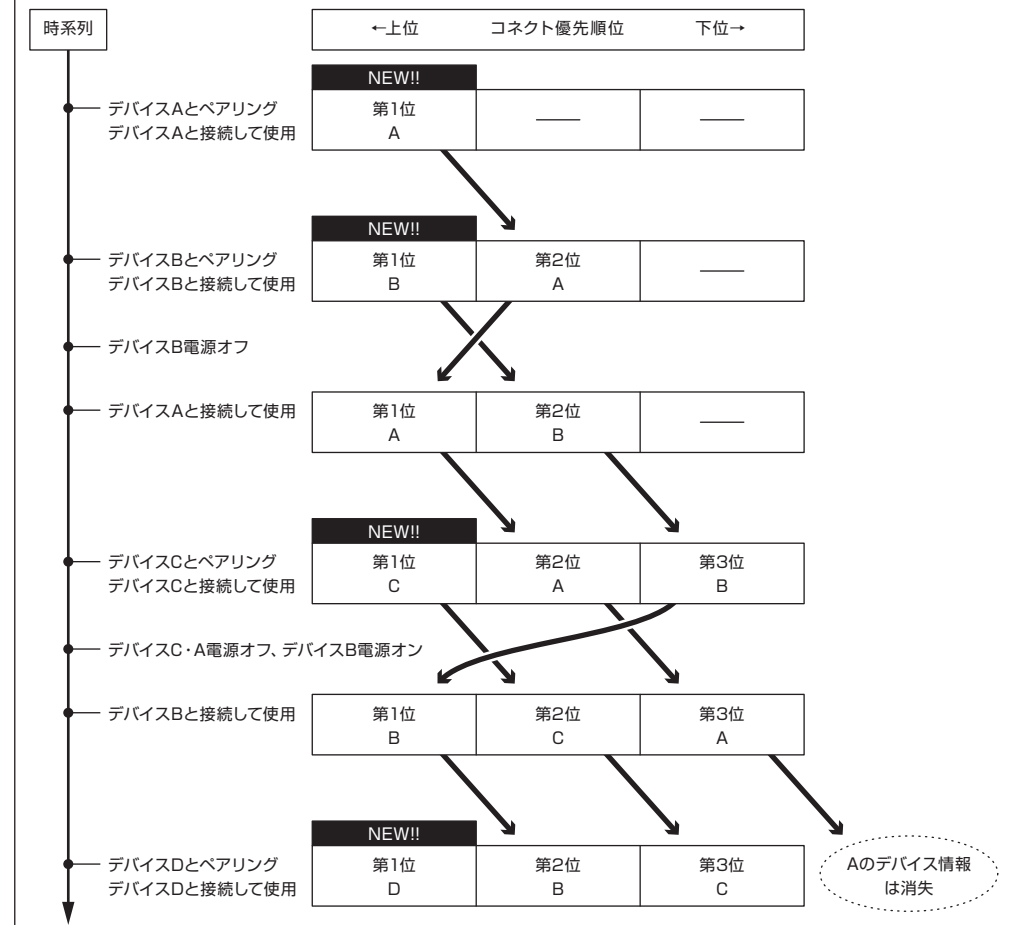 時系列
←上位 コネクト優先順位 下位→
NEW!!
デバイスAとペアリング
デバイスAと接続して使用
第1位
A
NEW!!
デバイスBとペアリング
デバイスBと接続して使用
第1位
B
第2位
A
デバイスB電源オフ
デバイスAと接続して使用
第1位
A
第2位
B
NEW!!
デバイスCとペアリング
デバイスCと接続して使用
第1位
C
第2位
A
第3位
B
デバイスC・A電源オフ、デバイスB電源オン
デバイスBと接続して使用
第1位
B
第2位
C
第3位
A
NEW!!
デバイスDとペアリング
デバイスDと接続して使用
第1位
D
第2位
B
第3位
C
Aのデバイス情報
は消失